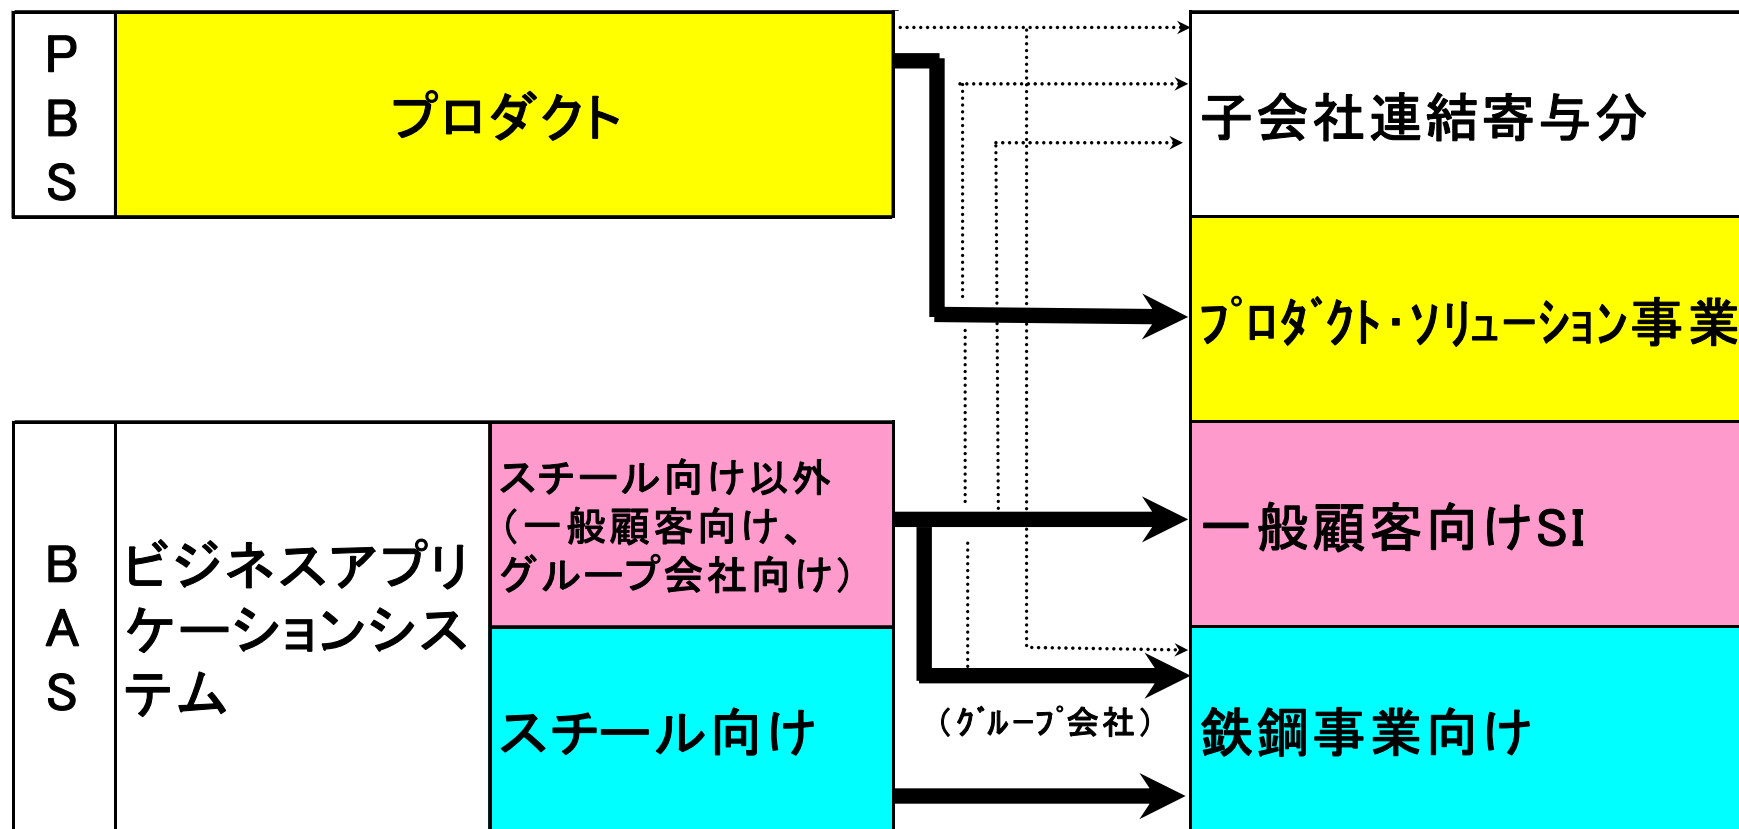 P
B
S
プロダクト
子会社連結寄与分
プロダクト・ソリューション事業
B
A
S
ビジネスアプリ
ケーションシス
テム
スチール向け以外
（一般顧客向け、
グループ会社向け）
一般顧客向けSI
スチール向け
（グループ会社）
鉄鋼事業向け